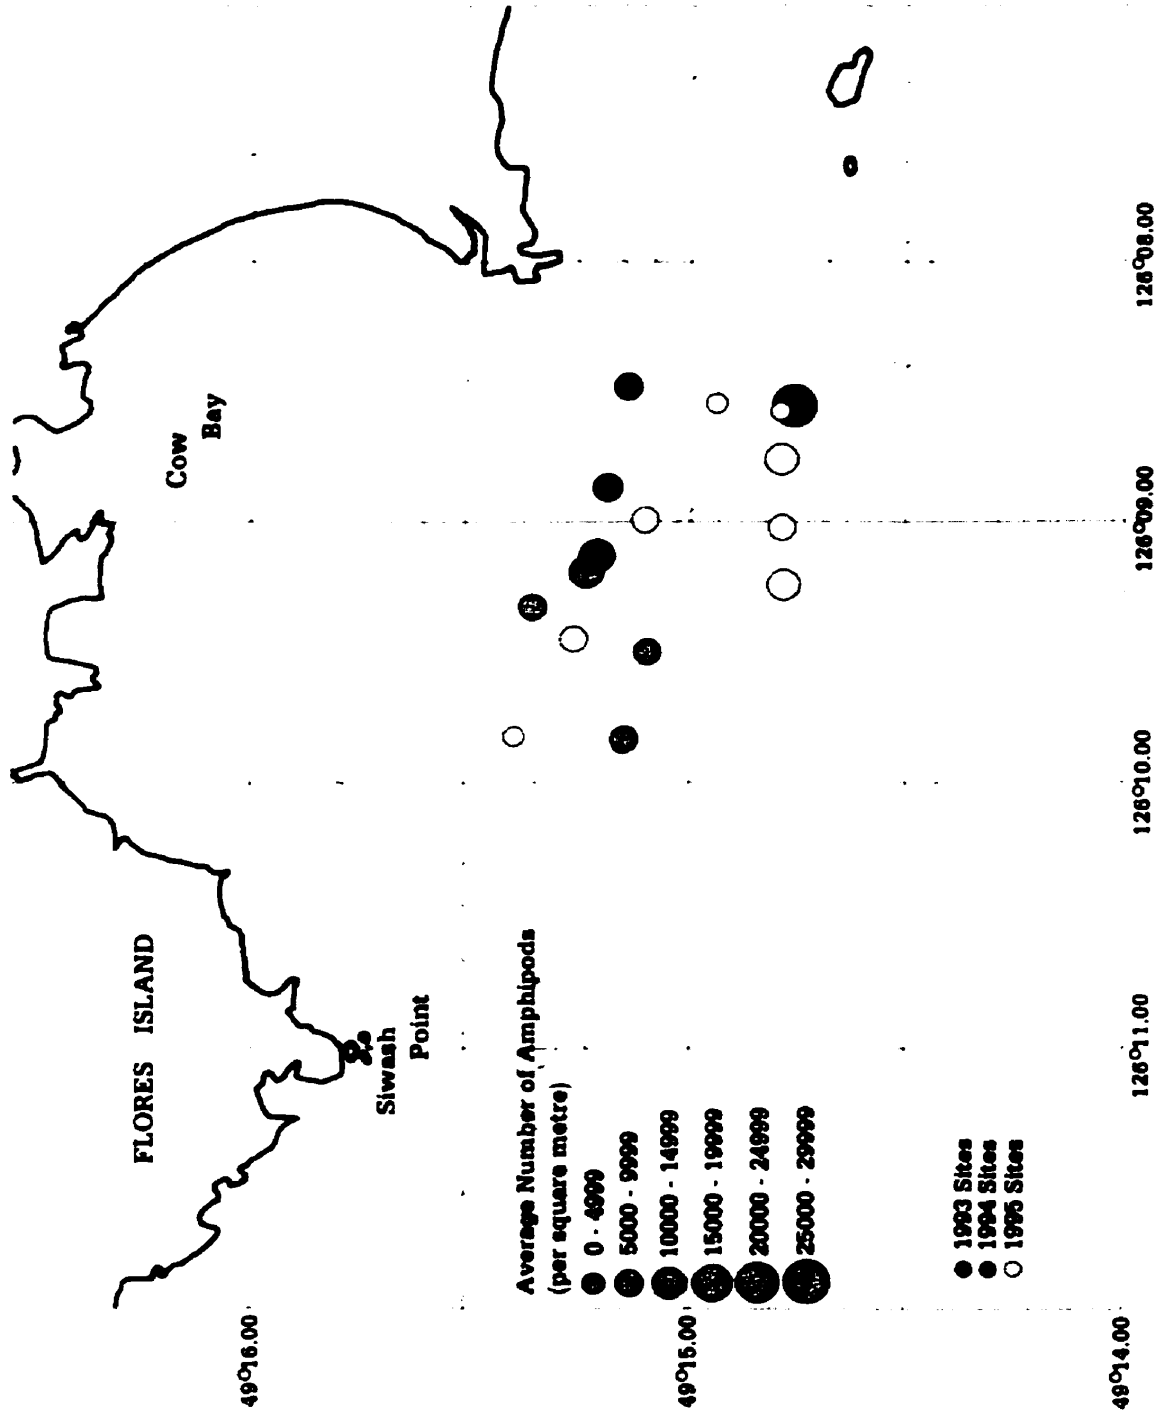 FLORES ISLAND
Cow
Bay
Siwash
Point
Average Number of Amphipods
(per square metre)
0 - 4999
5000 - 9999
10000 - 14999
15000 - 19999
20000 - 24999
25000 - 29999
1993 Sites
1994 Sites
1995 Sites
49°16.00
49°15.00
49°14.00
126°11.00
126°10.00
126°09.00
126°08.00